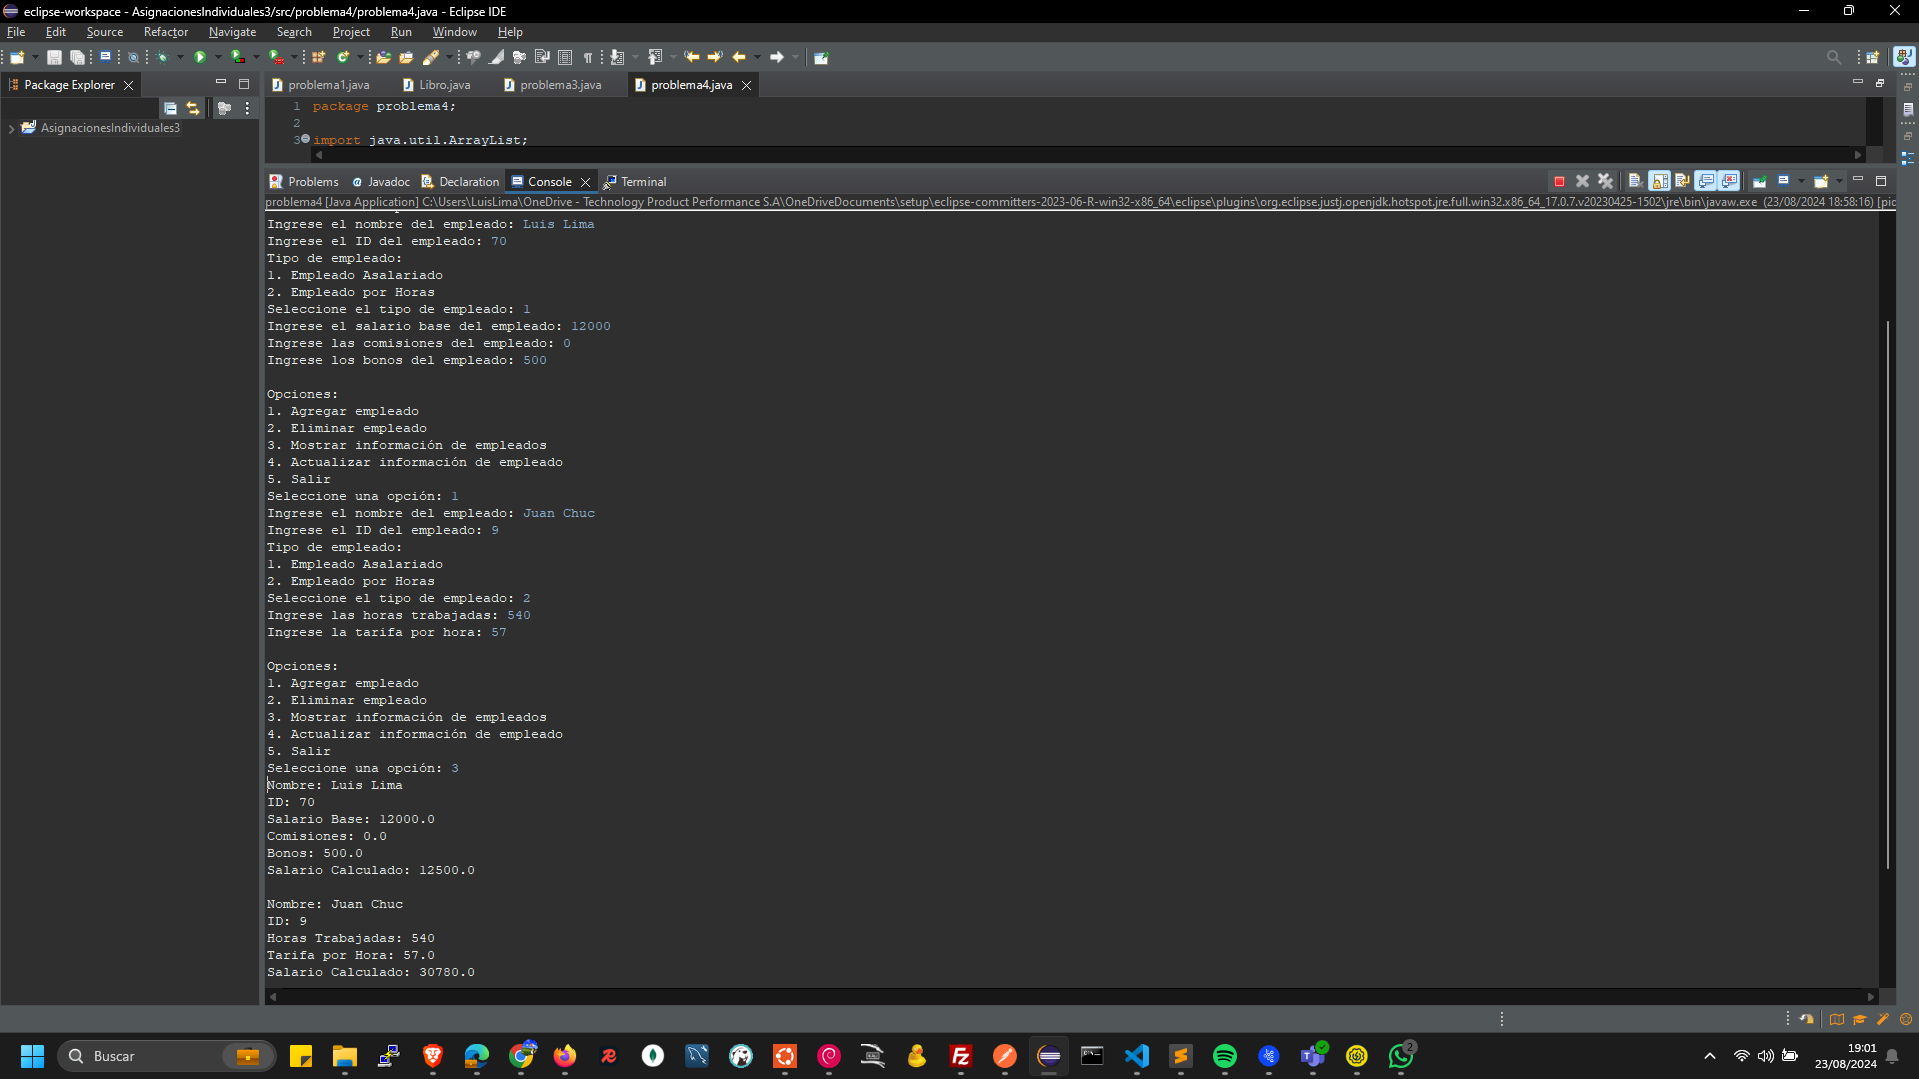 eclipse-workspace - AsignacionesIndividuales3/src/problema4/problema4.java - Eclipse IDE
File Edit Source Refactor Navigate Search Project Run Window Help
Package Explorer
problema1.java Libro.java problema3.java problema4.java
AsignacionesIndividuales3
1 package problema4;
2
3 import java.util.ArrayList;
Problems Javadoc Declaration Console Terminal
problema4 [Java Application] C:\Users\LuisLima\OneDrive - Technology Product Performance S.A\OneDriveDocuments\setup\eclipse-committers-2023-06-R-win32-x86_64\eclipse\plugins\org.eclipse.justj.openjdk.hotspot.jre.full.win32.x86_64_17.0.7.v20230425-1502\jre\bin\javaw.exe (23/08/2024 18:58:16) [pic
Ingrese el nombre del empleado: Luis Lima
Ingrese el ID del empleado: 70
Tipo de empleado:
1. Empleado Asalariado
2. Empleado por Horas
Seleccione el tipo de empleado: 1
Ingrese el salario base del empleado: 12000
Ingrese las comisiones del empleado: 0
Ingrese los bonos del empleado: 500
Opciones:
1. Agregar empleado
2. Eliminar empleado
3. Mostrar información de empleados
4. Actualizar información de empleado
5. Salir
Seleccione una opción: 1
Ingrese el nombre del empleado: Juan Chuc
Ingrese el ID del empleado: 9
Tipo de empleado:
1. Empleado Asalariado
2. Empleado por Horas
Seleccione el tipo de empleado: 2
Ingrese las horas trabajadas: 540
Ingrese la tarifa por hora: 57
Opciones:
1. Agregar empleado
2. Eliminar empleado
3. Mostrar información de empleados
4. Actualizar información de empleado
5. Salir
Seleccione una opción: 3
Nombre: Luis Lima
ID: 70
Salario Base: 12000.0
Comisiones: 0.0
Bonos: 500.0
Salario Calculado: 12500.0
Nombre: Juan Chuc
ID: 9
Horas Trabajadas: 540
Tarifa por Hora: 57.0
Salario Calculado: 30780.0
Buscar
2
19:01
23/08/2024